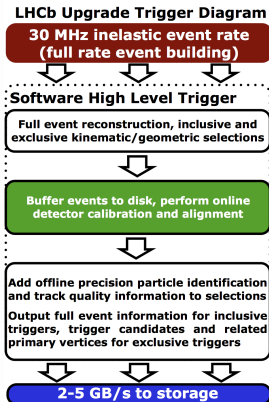 LHCb Upgrade Trigger Diagram
30 MHz inelastic event rate
(full rate event building)
Software High Level Trigger
Full event reconstruction, inclusive and
exclusive kinematic/geometric selections
Buffer events to disk, perform online
detector calibration and alignment
Add offline precision particle identification
and track quality information to selections
Output full event information for inclusive
triggers, trigger candidates and related
primary vertices for exclusive triggers
2-5 GB/s to storage